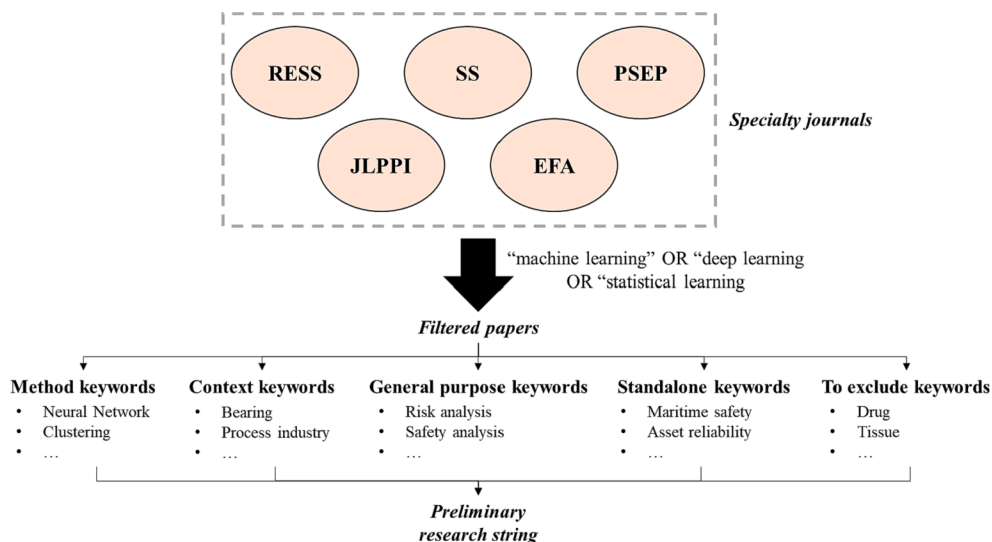 RESS
SS
PSEP
JLPPI
EFA
Specialty journals
“machine learning” OR “deep learning
OR “statistical learning
Filtered papers
Method keywords
• Neural Network
• Clustering
• …
Context keywords
• Bearing
• Process industry
• …
General purpose keywords
• Risk analysis
• Safety analysis
• …
Standalone keywords
• Maritime safety
• Asset reliability
• …
To exclude keywords
• Drug
• Tissue
• …
Preliminary
research string